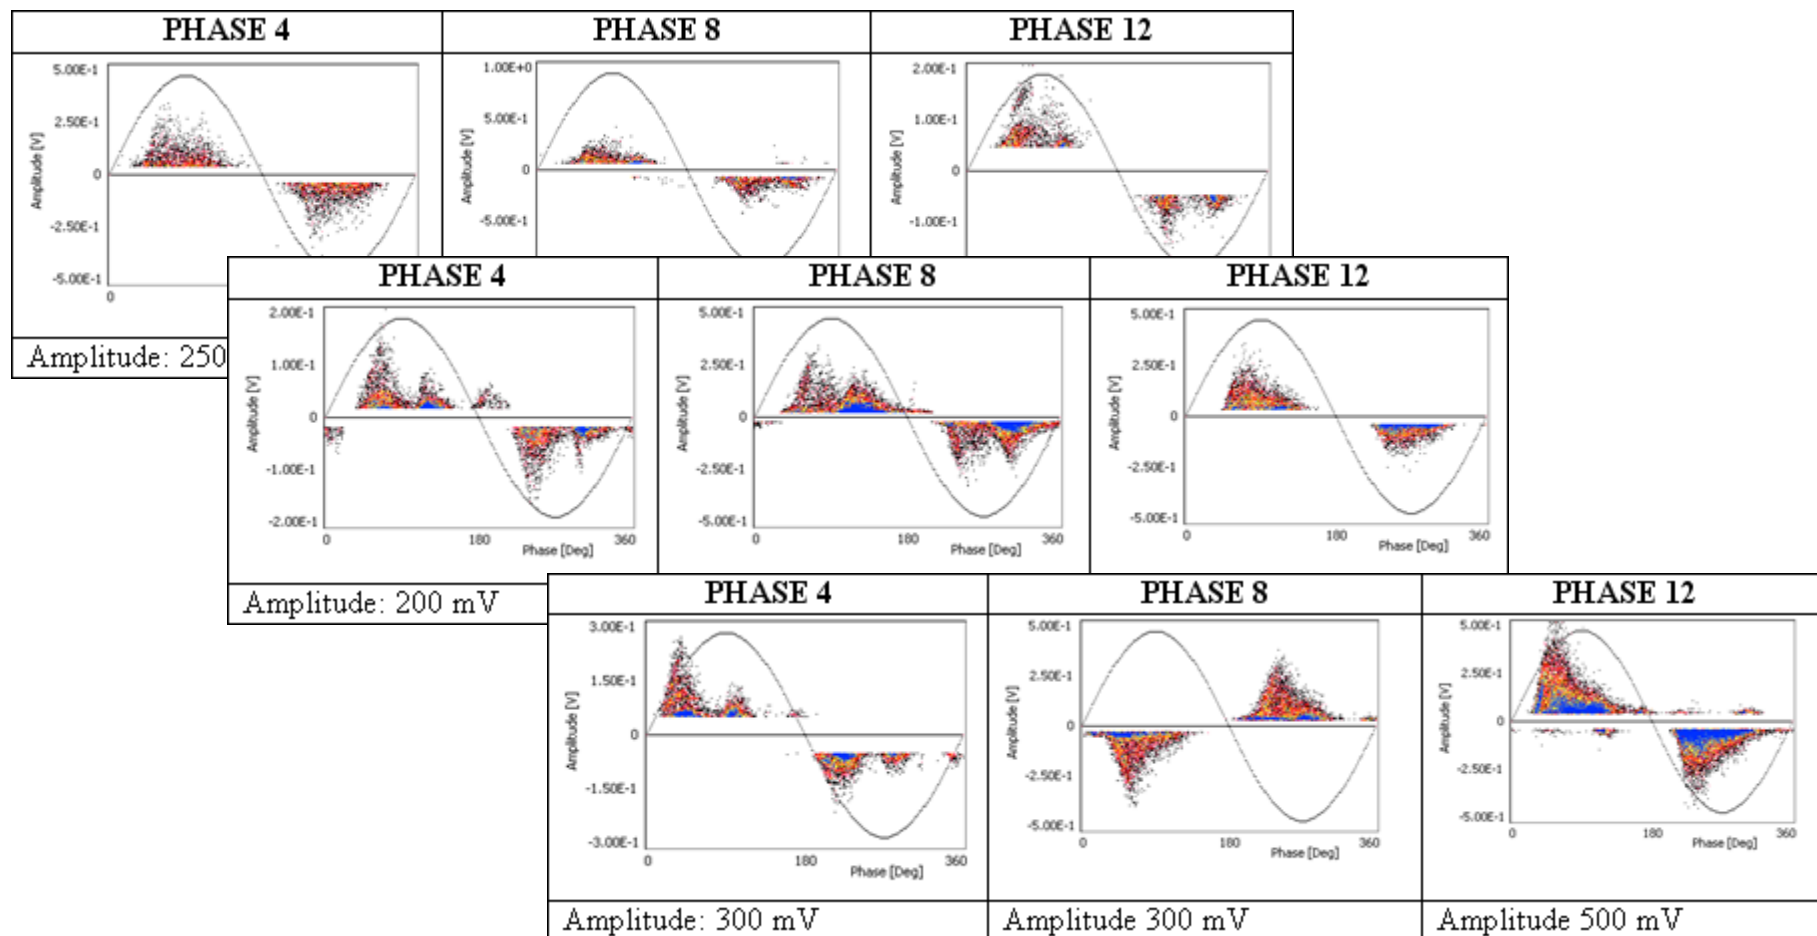 PHASE 4 PHASE 8 PHASE 12
5.00E-1 2.50E-1 0 -2.50E-1 -5.00E-1 Amplitude [V] 0
1.00E+0 5.00E-1 0 -5.00E-1 Amplitude [V]
2.00E-1 1.00E-1 0 -1.00E-1 Amplitude [V]
Amplitude: 250
PHASE 4 PHASE 8 PHASE 12
2.00E-1 1.00E-1 0 -1.00E-1 -2.00E-1 Amplitude [V] 0 180 360 Phase [Deg]
5.00E-1 2.50E-1 0 -2.50E-1 -5.00E-1 Amplitude [V] 0 180 360 Phase [Deg]
5.00E-1 2.50E-1 0 -2.50E-1 -5.00E-1 Amplitude [V] 0 180 360 Phase [Deg]
Amplitude: 200 mV
PHASE 4 PHASE 8 PHASE 12
3.00E-1 1.50E-1 0 -1.50E-1 -3.00E-1 Amplitude [V] 0 180 360 Phase [Deg]
5.00E-1 2.50E-1 0 -2.50E-1 -5.00E-1 Amplitude [V] 0 180 360 Phase [Deg]
5.00E-1 2.50E-1 0 -2.50E-1 -5.00E-1 Amplitude [V] 0 180 360 Phase [Deg]
Amplitude: 300 mV Amplitude 300 mV Amplitude 500 mV